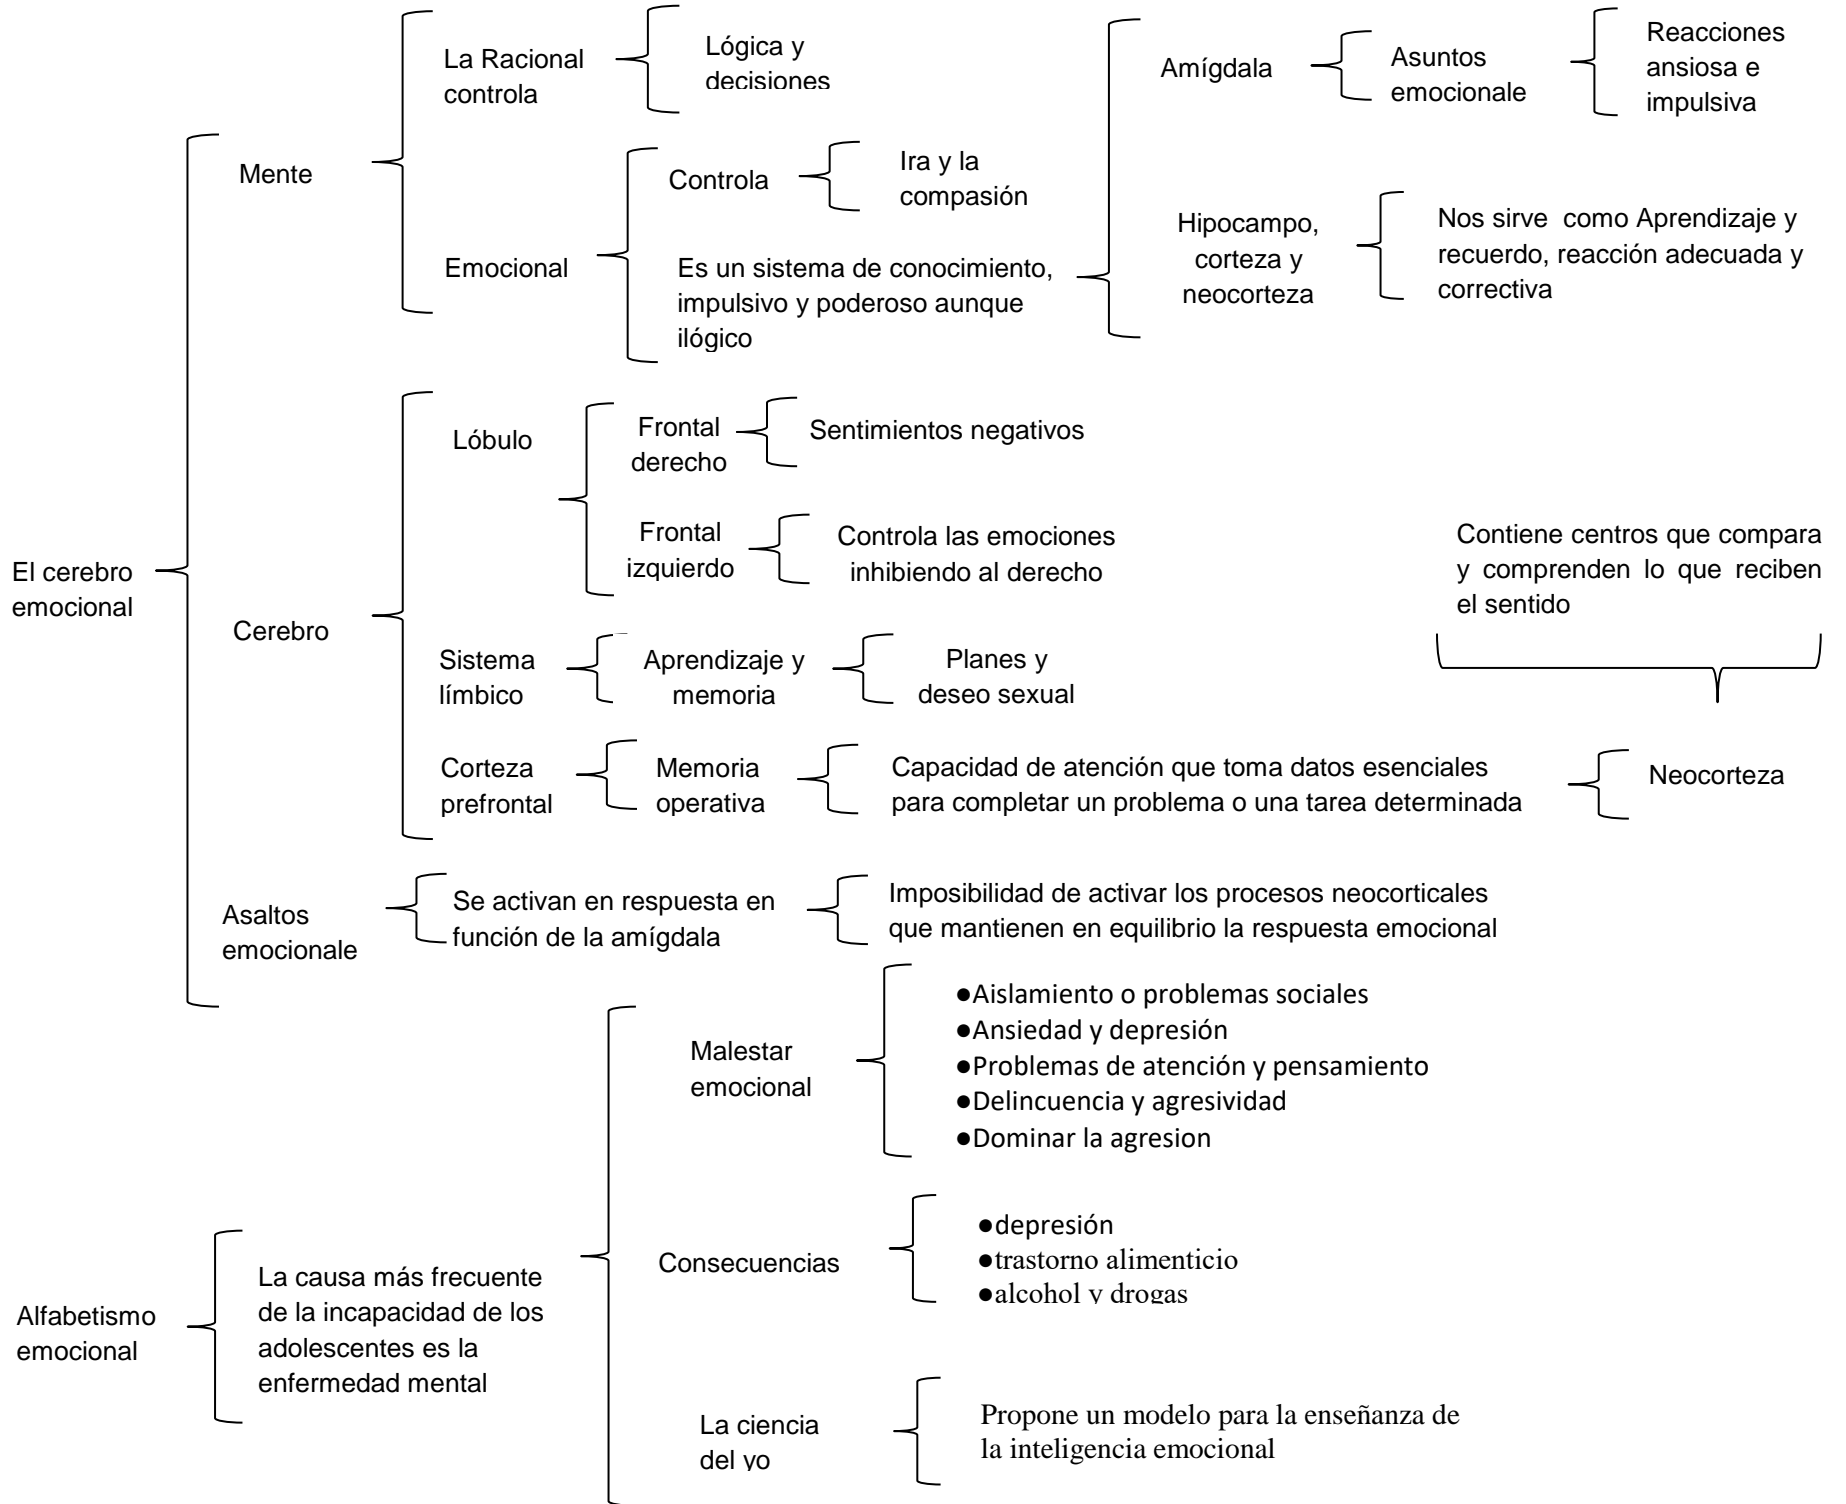 El cerebro
emocional
Mente
La Racional
controla
Lógica y
decisiones
Emocional
Controla
Ira y la
compasión
Es un sistema de conocimiento,
impulsivo y poderoso aunque
ilógico
Amígdala
Asuntos
emocionale
Reacciones
ansiosa e
impulsiva
Hipocampo,
corteza y
neocorteza
Nos sirve como Aprendizaje y
recuerdo, reacción adecuada y
correctiva
Cerebro
Lóbulo
Frontal
derecho
Sentimientos negativos
Frontal
izquierdo
Controla las emociones
inhibiendo al derecho
Sistema
límbico
Aprendizaje y
memoria
Planes y
deseo sexual
Corteza
prefrontal
Memoria
operativa
Capacidad de atención que toma datos esenciales
para completar un problema o una tarea determinada
Neocorteza
Contiene centros que compara
y comprenden lo que reciben
el sentido
Asaltos
emocionale
Se activan en respuesta en
función de la amígdala
Imposibilidad de activar los procesos neocorticales
que mantienen en equilibrio la respuesta emocional
Alfabetismo
emocional
La causa más frecuente
de la incapacidad de los
adolescentes es la
enfermedad mental
Malestar
emocional
●Aislamiento o problemas sociales
●Ansiedad y depresión
●Problemas de atención y pensamiento
●Delincuencia y agresividad
●Dominar la agresion
Consecuencias
●depresión
●trastorno alimenticio
●alcohol y drogas
La ciencia
del yo
Propone un modelo para la enseñanza de
la inteligencia emocional